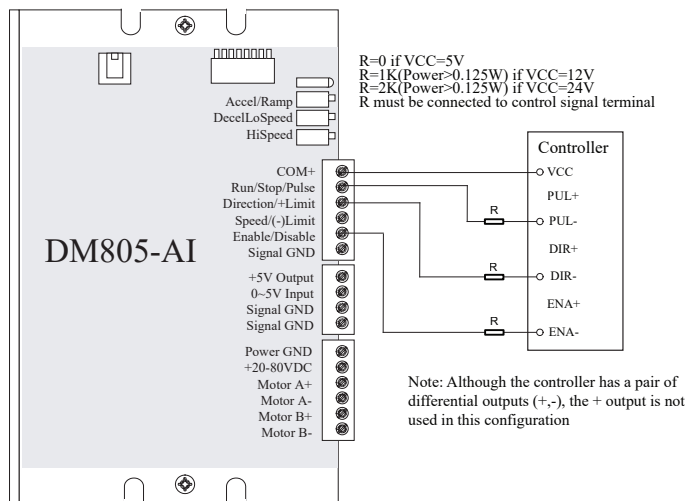 R=0 if VCC=5V
R=1K(Power>0.125W) if VCC=12V
R=2K(Power>0.125W) if VCC=24V
R must be connected to control signal terminal
Accel/Ramp
DecelLoSpeed
HiSpeed
COM+
Run/Stop/Pulse
Direction/+Limit
Speed/(-)Limit
Enable/Disable
Signal GND
DM805-AI
+5V Output
0~5V Input
Signal GND
Signal GND
Power GND
+20-80VDC
Motor A+
Motor A-
Motor B+
Motor B-
R
R
R
Controller
VCC
PUL+
PUL-
DIR+
DIR-
ENA+
ENA-
Note: Although the controller has a pair of
differential outputs (+,-), the + output is not
used in this configuration